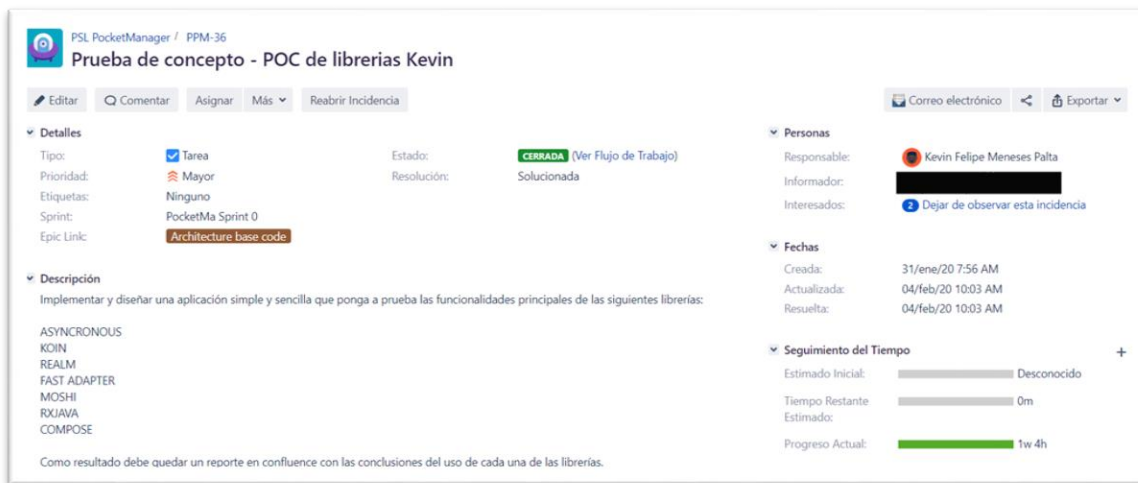 PSL PocketManager / PPM-36
Prueba de concepto - POC de librerias Kevin
Editar Comentar Asignar Más Reabrir Incidencia Correo electrónico Exportar
Detalles
Tipo: Tarea Estado: CERRADA (Ver Flujo de Trabajo)
Prioridad: Mayor Resolución: Solucionada
Etiquetas: Ninguno
Sprint: PocketMa Sprint 0
Epic Link: Architecture base code
Descripción
Implementar y diseñar una aplicación simple y sencilla que ponga a prueba las funcionalidades principales de las siguientes librerías:
ASYNCRONOUS
KOIN
REALM
FAST ADAPTER
MOSHI
RXJAVA
COMPOSE
Como resultado debe quedar un reporte en confluence con las conclusiones del uso de cada una de las librerías.
Personas
Responsable: Kevin Felipe Meneses Palta
Informador:
Interesados: 2 Dejar de observar esta incidencia
Fechas
Creada: 31/ene/20 7:56 AM
Actualizada: 04/feb/20 10:03 AM
Resuelta: 04/feb/20 10:03 AM
Seguimiento del Tiempo +
Estimado Inicial: Desconocido
Tiempo Restante 0m
Estimado:
Progreso Actual: 1w 4h